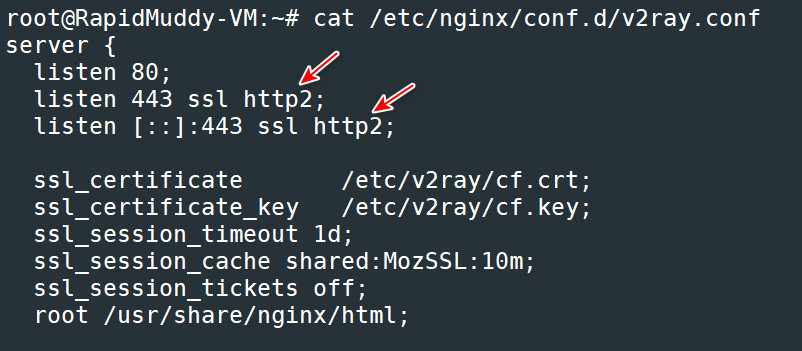 root@RapidMuddy-VM:~# cat /etc/nginx/conf.d/v2ray.conf
server {
  listen 80;
  listen 443 ssl http2;
  listen [::]:443 ssl http2;

  ssl_certificate       /etc/v2ray/cf.crt;
  ssl_certificate_key   /etc/v2ray/cf.key;
  ssl_session_timeout 1d;
  ssl_session_cache shared:MozSSL:10m;
  ssl_session_tickets off;
  root /usr/share/nginx/html;